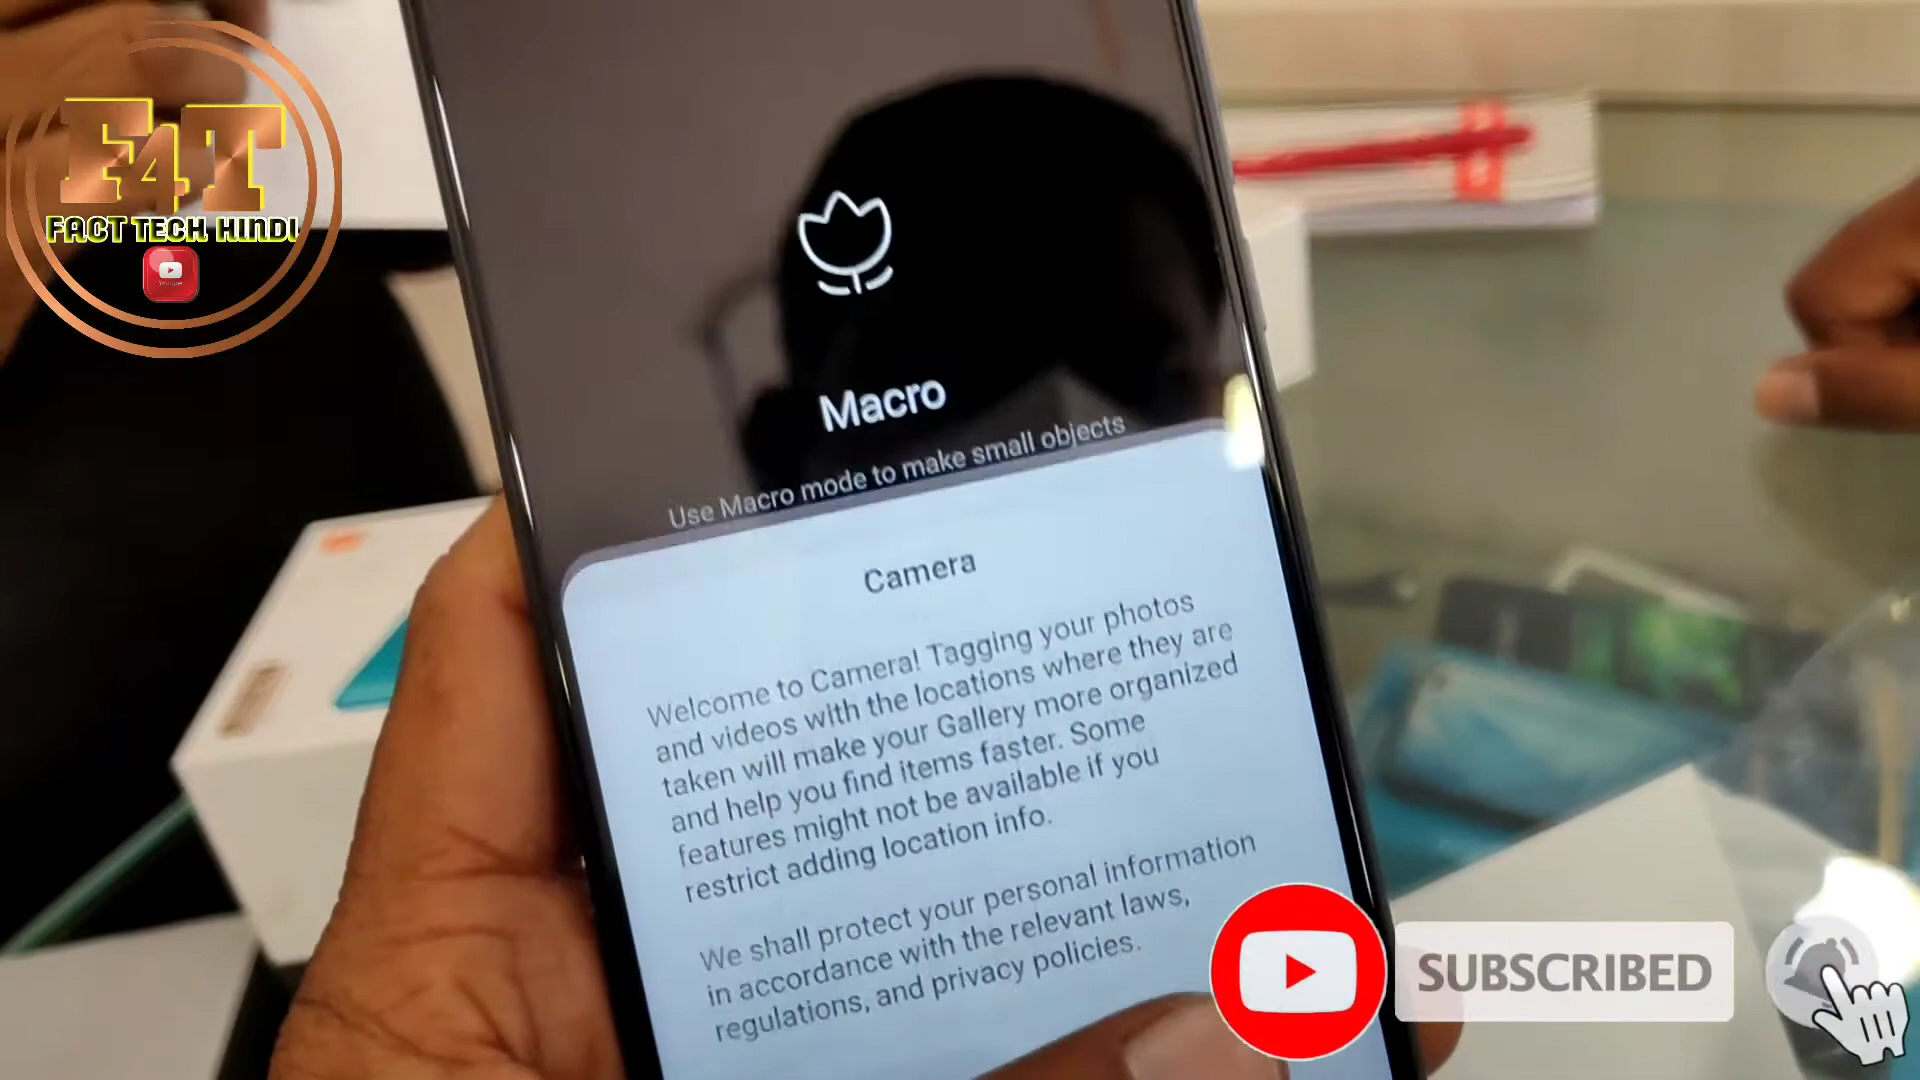 F4T
FACT TECH HINDI
YouTube
Macro
Use Macro mode to make small objects
Camera
Welcome to Camera! Tagging your photos
and videos with the locations where they are
taken will make your Gallery more organized
and help you find items faster. Some
features might not be available if you
restrict adding location info.
We shall protect your personal information
in accordance with the relevant laws,
regulations, and privacy policies.
SUBSCRIBED